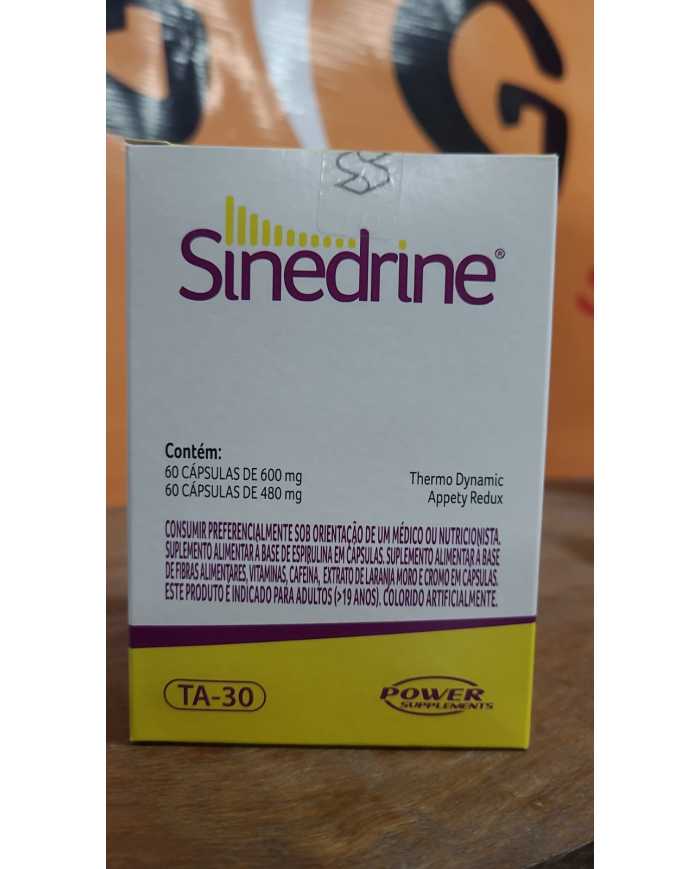 Sinedrine®
Contém:
60 CÁPSULAS DE 600 mg
60 CÁPSULAS DE 480 mg
Thermo Dynamic
Appety Redux
CONSUMIR PREFERENCIALMENTE SOB ORIENTAÇÃO DE UM MÉDICO OU NUTRICIONISTA.
SUPLEMENTO ALIMENTAR A BASE DE ESPIRULINA EM CÁPSULAS. SUPLEMENTO ALIMENTAR A BASE
DE FIBRAS ALIMENTARES, VITAMINAS, CAFEINA, EXTRATO DE LARANJA MORO E CROMO EM CÁPSULAS.
ESTE PRODUTO É INDICADO PARA ADULTOS (>19 ANOS). COLORIDO ARTIFICIALMENTE.
TA-30
POWER
SUPPLEMENTS